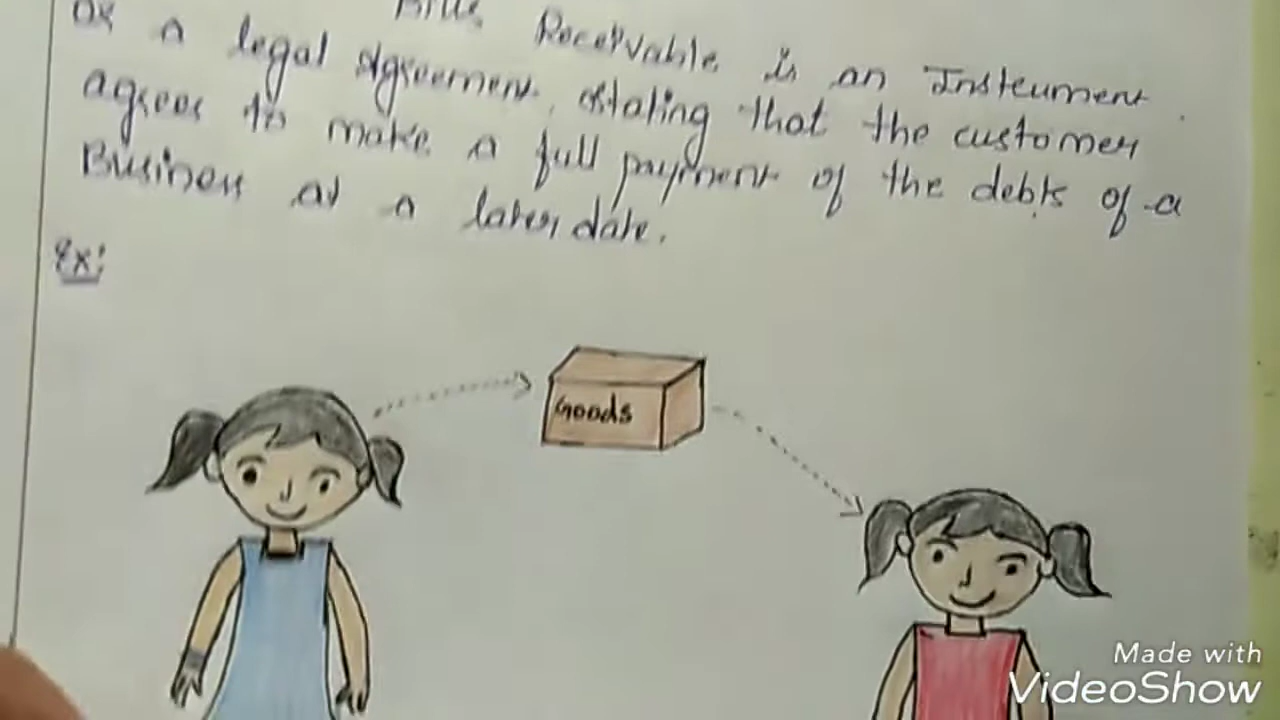 Bills Receivable is an Instrument
or a legal agreement, stating that the customer
agrees to make a full payment of the debts of a
Business at a later date.
Ex:
Goods
Made with
VideoShow